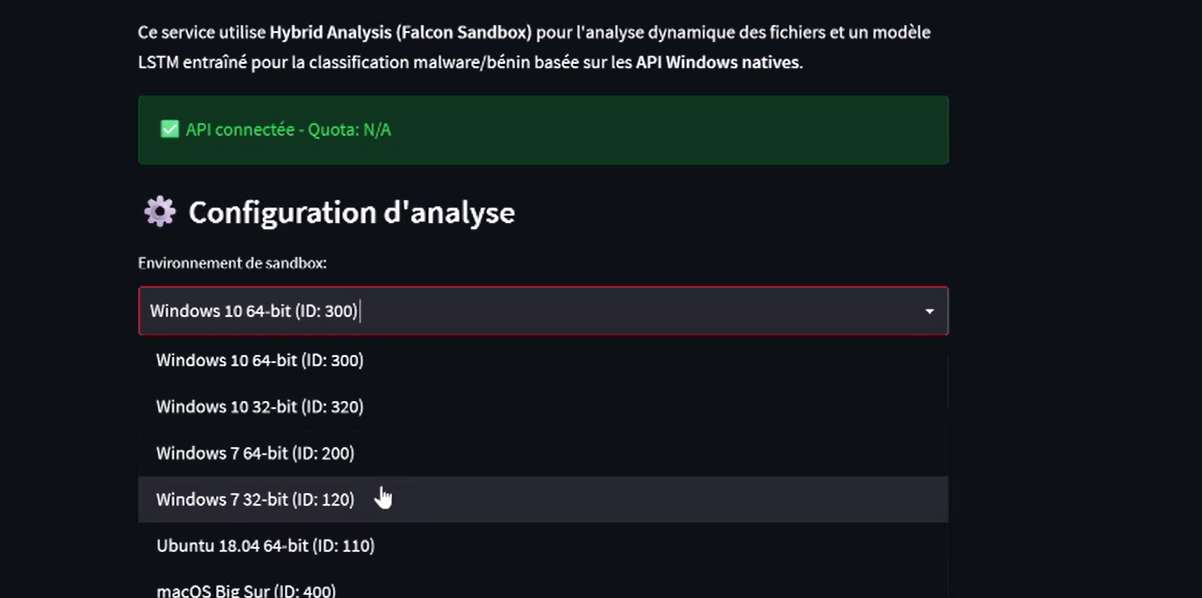 Ce service utilise Hybrid Analysis (Falcon Sandbox) pour l'analyse dynamique des fichiers et un modèle
LSTM entraîné pour la classification malware/bénin basée sur les API Windows natives.
✅ API connectée - Quota: N/A
Configuration d'analyse
Environnement de sandbox:
Windows 10 64-bit (ID: 300)
Windows 10 64-bit (ID: 300)
Windows 10 32-bit (ID: 320)
Windows 7 64-bit (ID: 200)
Windows 7 32-bit (ID: 120)
Ubuntu 18.04 64-bit (ID: 110)
macOS Big Sur (ID: 400)